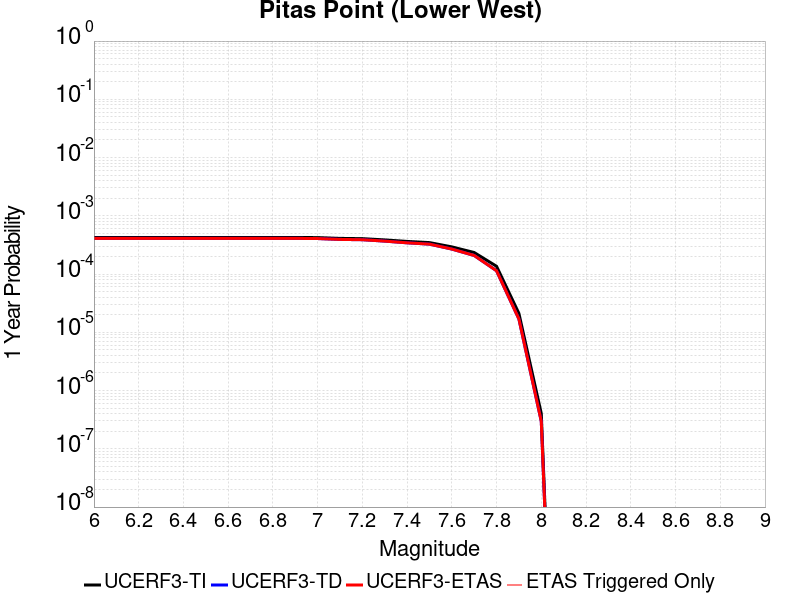 Pitas Point (Lower West)
10^0
10^-1
10^-2
10^-3
10^-4
10^-5
10^-6
10^-7
10^-8
1 Year Probability
6 6.2 6.4 6.6 6.8 7 7.2 7.4 7.6 7.8 8 8.2 8.4 8.6 8.8 9
Magnitude
UCERF3-TI UCERF3-TD UCERF3-ETAS ETAS Triggered Only